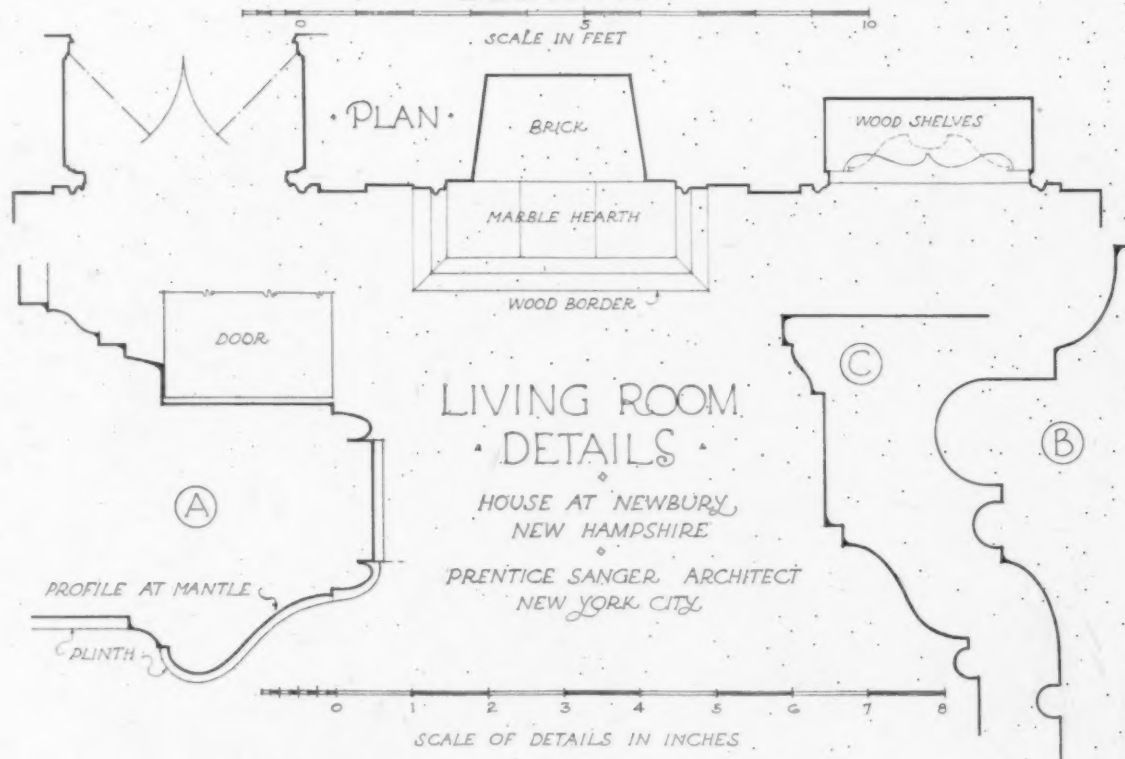 0 5 10
SCALE IN FEET
· PLAN ·
BRICK
WOOD SHELVES
MARBLE HEARTH
WOOD BORDER
DOOR
C
LIVING ROOM
· DETAILS ·
B
A
HOUSE AT NEWBURY
NEW HAMPSHIRE
PRENTICE SANGER ARCHITECT
NEW YORK CITY
PROFILE AT MANTLE
PLINTH
0 1 2 3 4 5 6 7 8
SCALE OF DETAILS IN INCHES